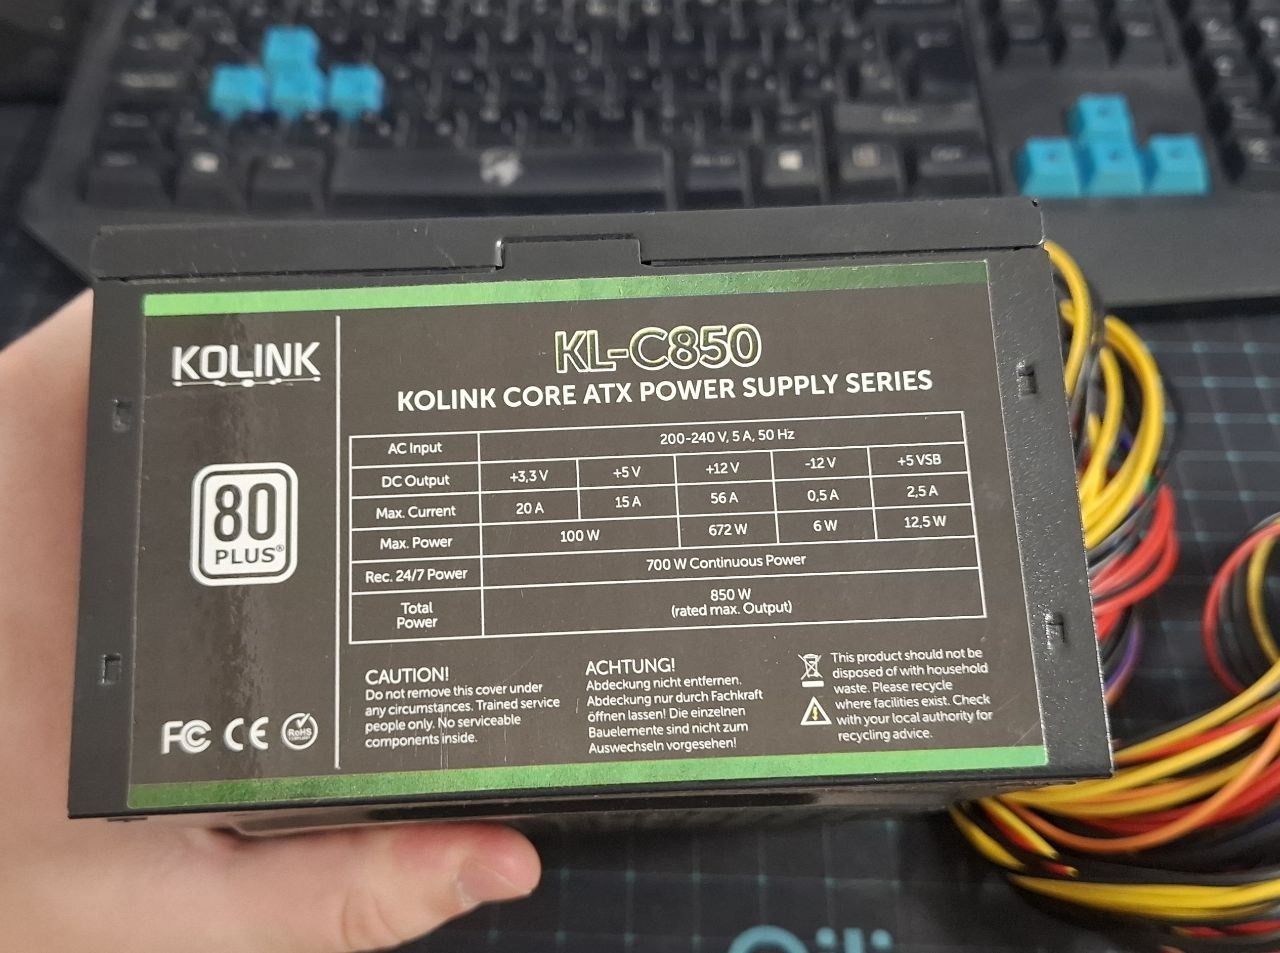 KOLINK
80
PLUS®
FC CE RoHS
KL-C850
KOLINK CORE ATX POWER SUPPLY SERIES
AC Input 200-240 V, 5 A, 50 Hz
DC Output +3,3 V +5 V +12 V -12 V +5 VSB
Max. Current 20 A 15 A 56 A 0,5 A 2,5 A
Max. Power 100 W 672 W 6 W 12,5 W
Rec. 24/7 Power 700 W Continuous Power
Total
Power
850 W
(rated max. Output)
CAUTION!
Do not remove this cover under
any circumstances. Trained service
people only. No serviceable
components inside.
ACHTUNG!
Abdeckung nicht entfernen.
Abdeckung nur durch Fachkraft
öffnen lassen! Die einzelnen
Bauelemente sind nicht zum
Auswechseln vorgesehen!
This product should not be
disposed of with household
waste. Please recycle
where facilities exist. Check
with your local authority for
recycling advice.